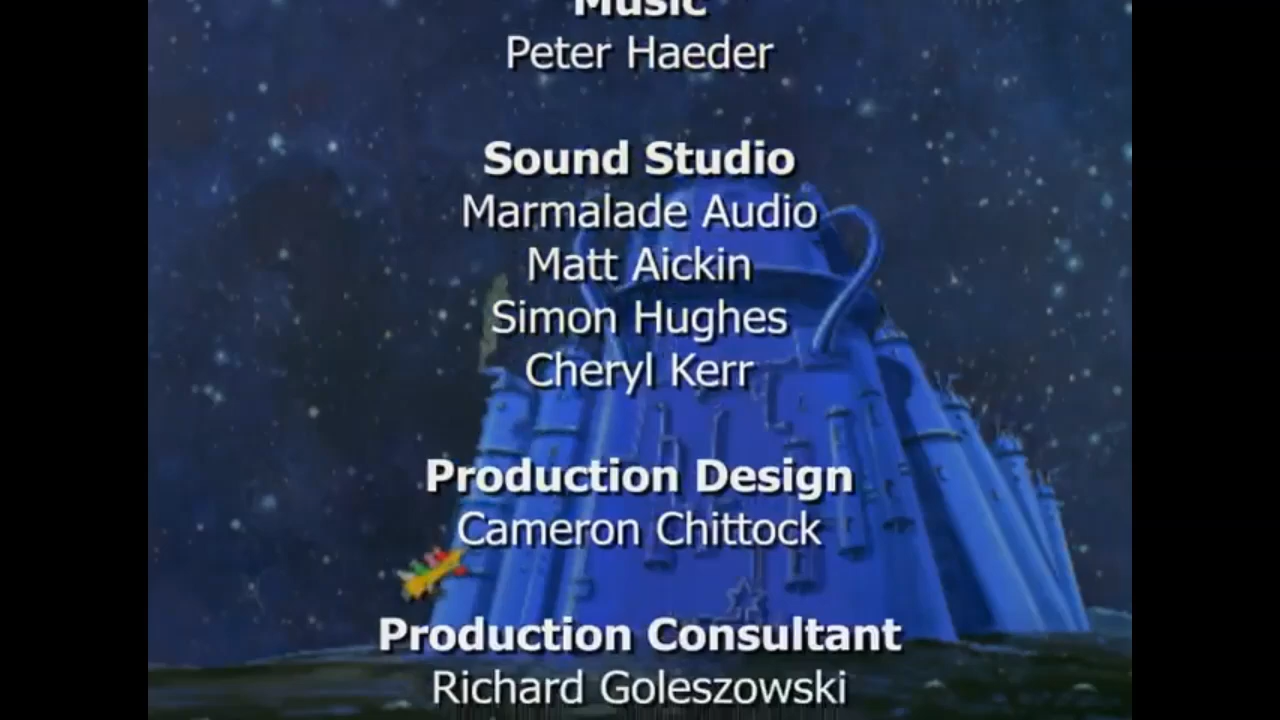 Music
Peter Haeder
Sound Studio
Marmalade Audio
Matt Aickin
Simon Hughes
Cheryl Kerr
Production Design
Cameron Chittock
Production Consultant
Richard Goleszowski